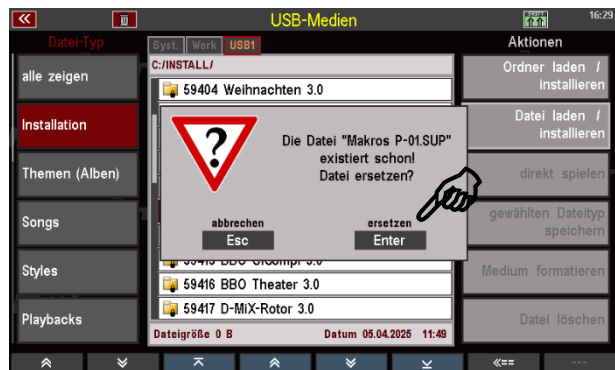 USB-Medien
16:29
Datei-Typ
Syst. Work USB1
Aktionen
C:/INSTALL/
alle zeigen
59404 Weihnachten 3.0
Ordner laden /
installieren
Installation
Die Datei "Makros P-01.SUP"
existiert schon!
Datei ersetzen?
Datei laden /
installieren
Themen (Alben)
direkt spielen
Songs
abbrechen
Esc
ersetzen
Enter
gewählten Dateityp
speichern
Styles
59416 BBO Theater 3.0
Medium formatieren
Playbacks
59417 D-MiX-Rotor 3.0
Dateigröße 0 B
Datum 05.04.2025 11:49
Datei löschen
«==
---